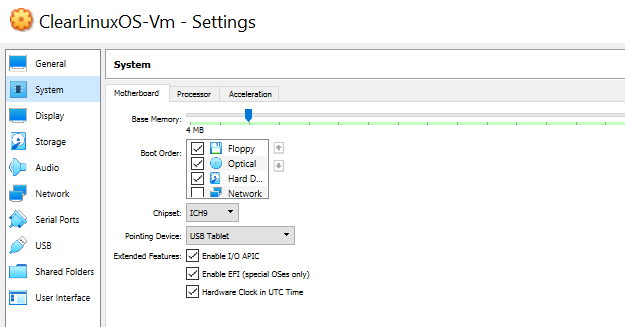 ClearLinuxOS-Vm - Settings
General
System
Display
Storage
Audio
Network
Serial Ports
USB
Shared Folders
User Interface
System
Motherboard Processor Acceleration
Base Memory:
4 MB
Boot Order: Floppy
Optical
Hard D...
Network
Chipset: ICH9
Pointing Device: USB Tablet
Extended Features: Enable I/O APIC
Enable EFI (special OSes only)
Hardware Clock in UTC Time